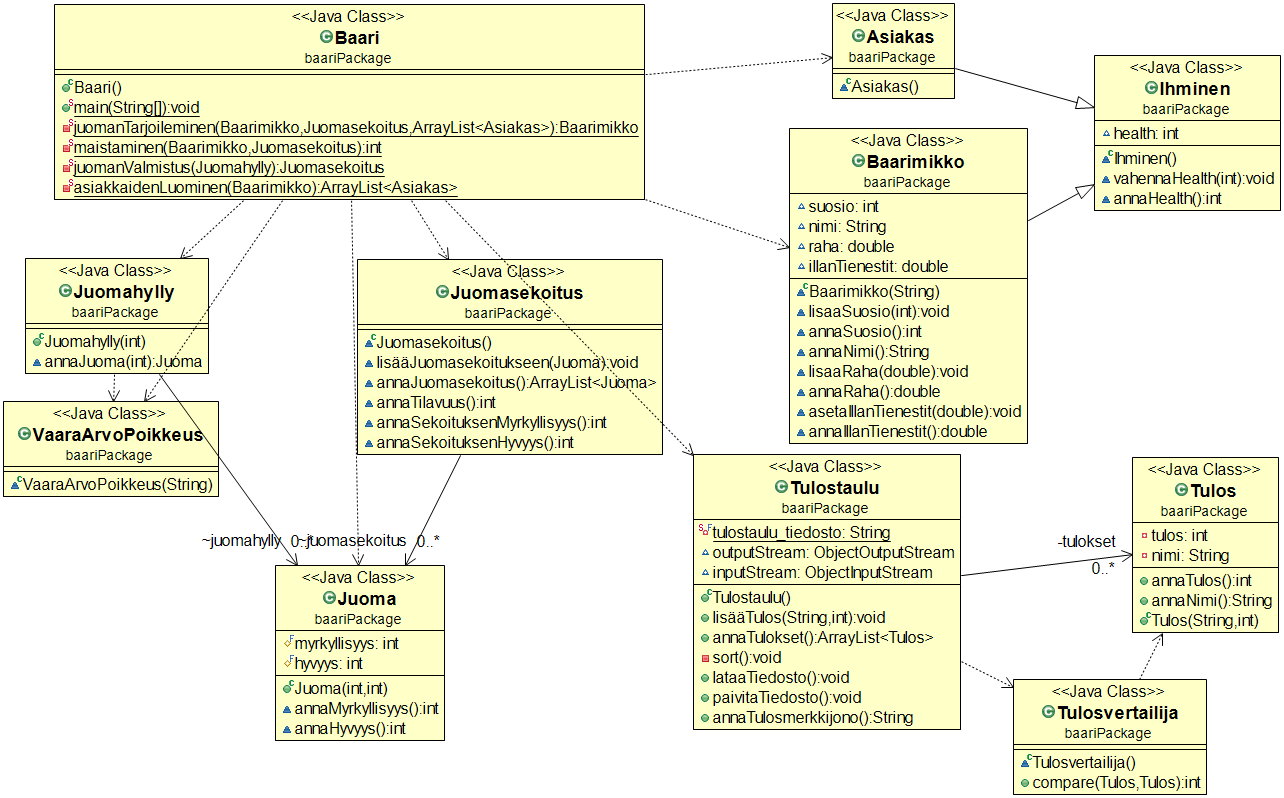 <<Java Class>>
Baari
baariPackage
Baari()
main(String[]):void
juomanTarjoileminen(Baarimikko,Juomasekoitus,ArrayList<Asiakas>):Baarimikko
maistaminen(Baarimikko,Juomasekoitus):int
juomanValmistus(Juomahylly):Juomasekoitus
asiakkaidenLuominen(Baarimikko):ArrayList<Asiakas>
<<Java Class>>
Asiakas
baariPackage
Asiakas()
<<Java Class>>
Ihminen
baariPackage
health: int
Ihminen()
vahennaHealth(int):void
annaHealth():int
<<Java Class>>
Baarimikko
baariPackage
suosio: int
nimi: String
raha: double
illanTienestit: double
Baarimikko(String)
lisaaSuosio(int):void
annaSuosio():int
annaNimi():String
lisaaRaha(double):void
annaRaha():double
asetaIllanTienestit(double):void
annaIllanTienestit():double
<<Java Class>>
Juomahylly
baariPackage
Juomahylly(int)
annaJuoma(int):Juoma
<<Java Class>>
Juomasekoitus
baariPackage
Juomasekoitus()
lisääJuomasekoitukseen(Juoma):void
annaJuomasekoitus():ArrayList<Juoma>
annaTilavuus():int
annaSekoituksenMyrkyllisyys():int
annaSekoituksenHyvyys():int
<<Java Class>>
VaaraArvoPoikkeus
baariPackage
VaaraArvoPoikkeus(String)
~juomahylly 0..*
~juomasekoitus 0..*
<<Java Class>>
Juoma
baariPackage
myrkyllisyys: int
hyvyys: int
Juoma(int,int)
annaMyrkyllisyys():int
annaHyvyys():int
<<Java Class>>
Tulostaulu
baariPackage
tulostaulu_tiedosto: String
outputStream: ObjectOutputStream
inputStream: ObjectInputStream
Tulostaulu()
lisääTulos(String,int):void
annaTulokset():ArrayList<Tulos>
sort():void
lataaTiedosto():void
paivitaTiedosto():void
annaTulosmerkkijono():String
-tulokset
0..*
<<Java Class>>
Tulos
baariPackage
tulos: int
nimi: String
annaTulos():int
annaNimi():String
Tulos(String,int)
<<Java Class>>
Tulosvertailija
baariPackage
Tulosvertailija()
compare(Tulos,Tulos):int